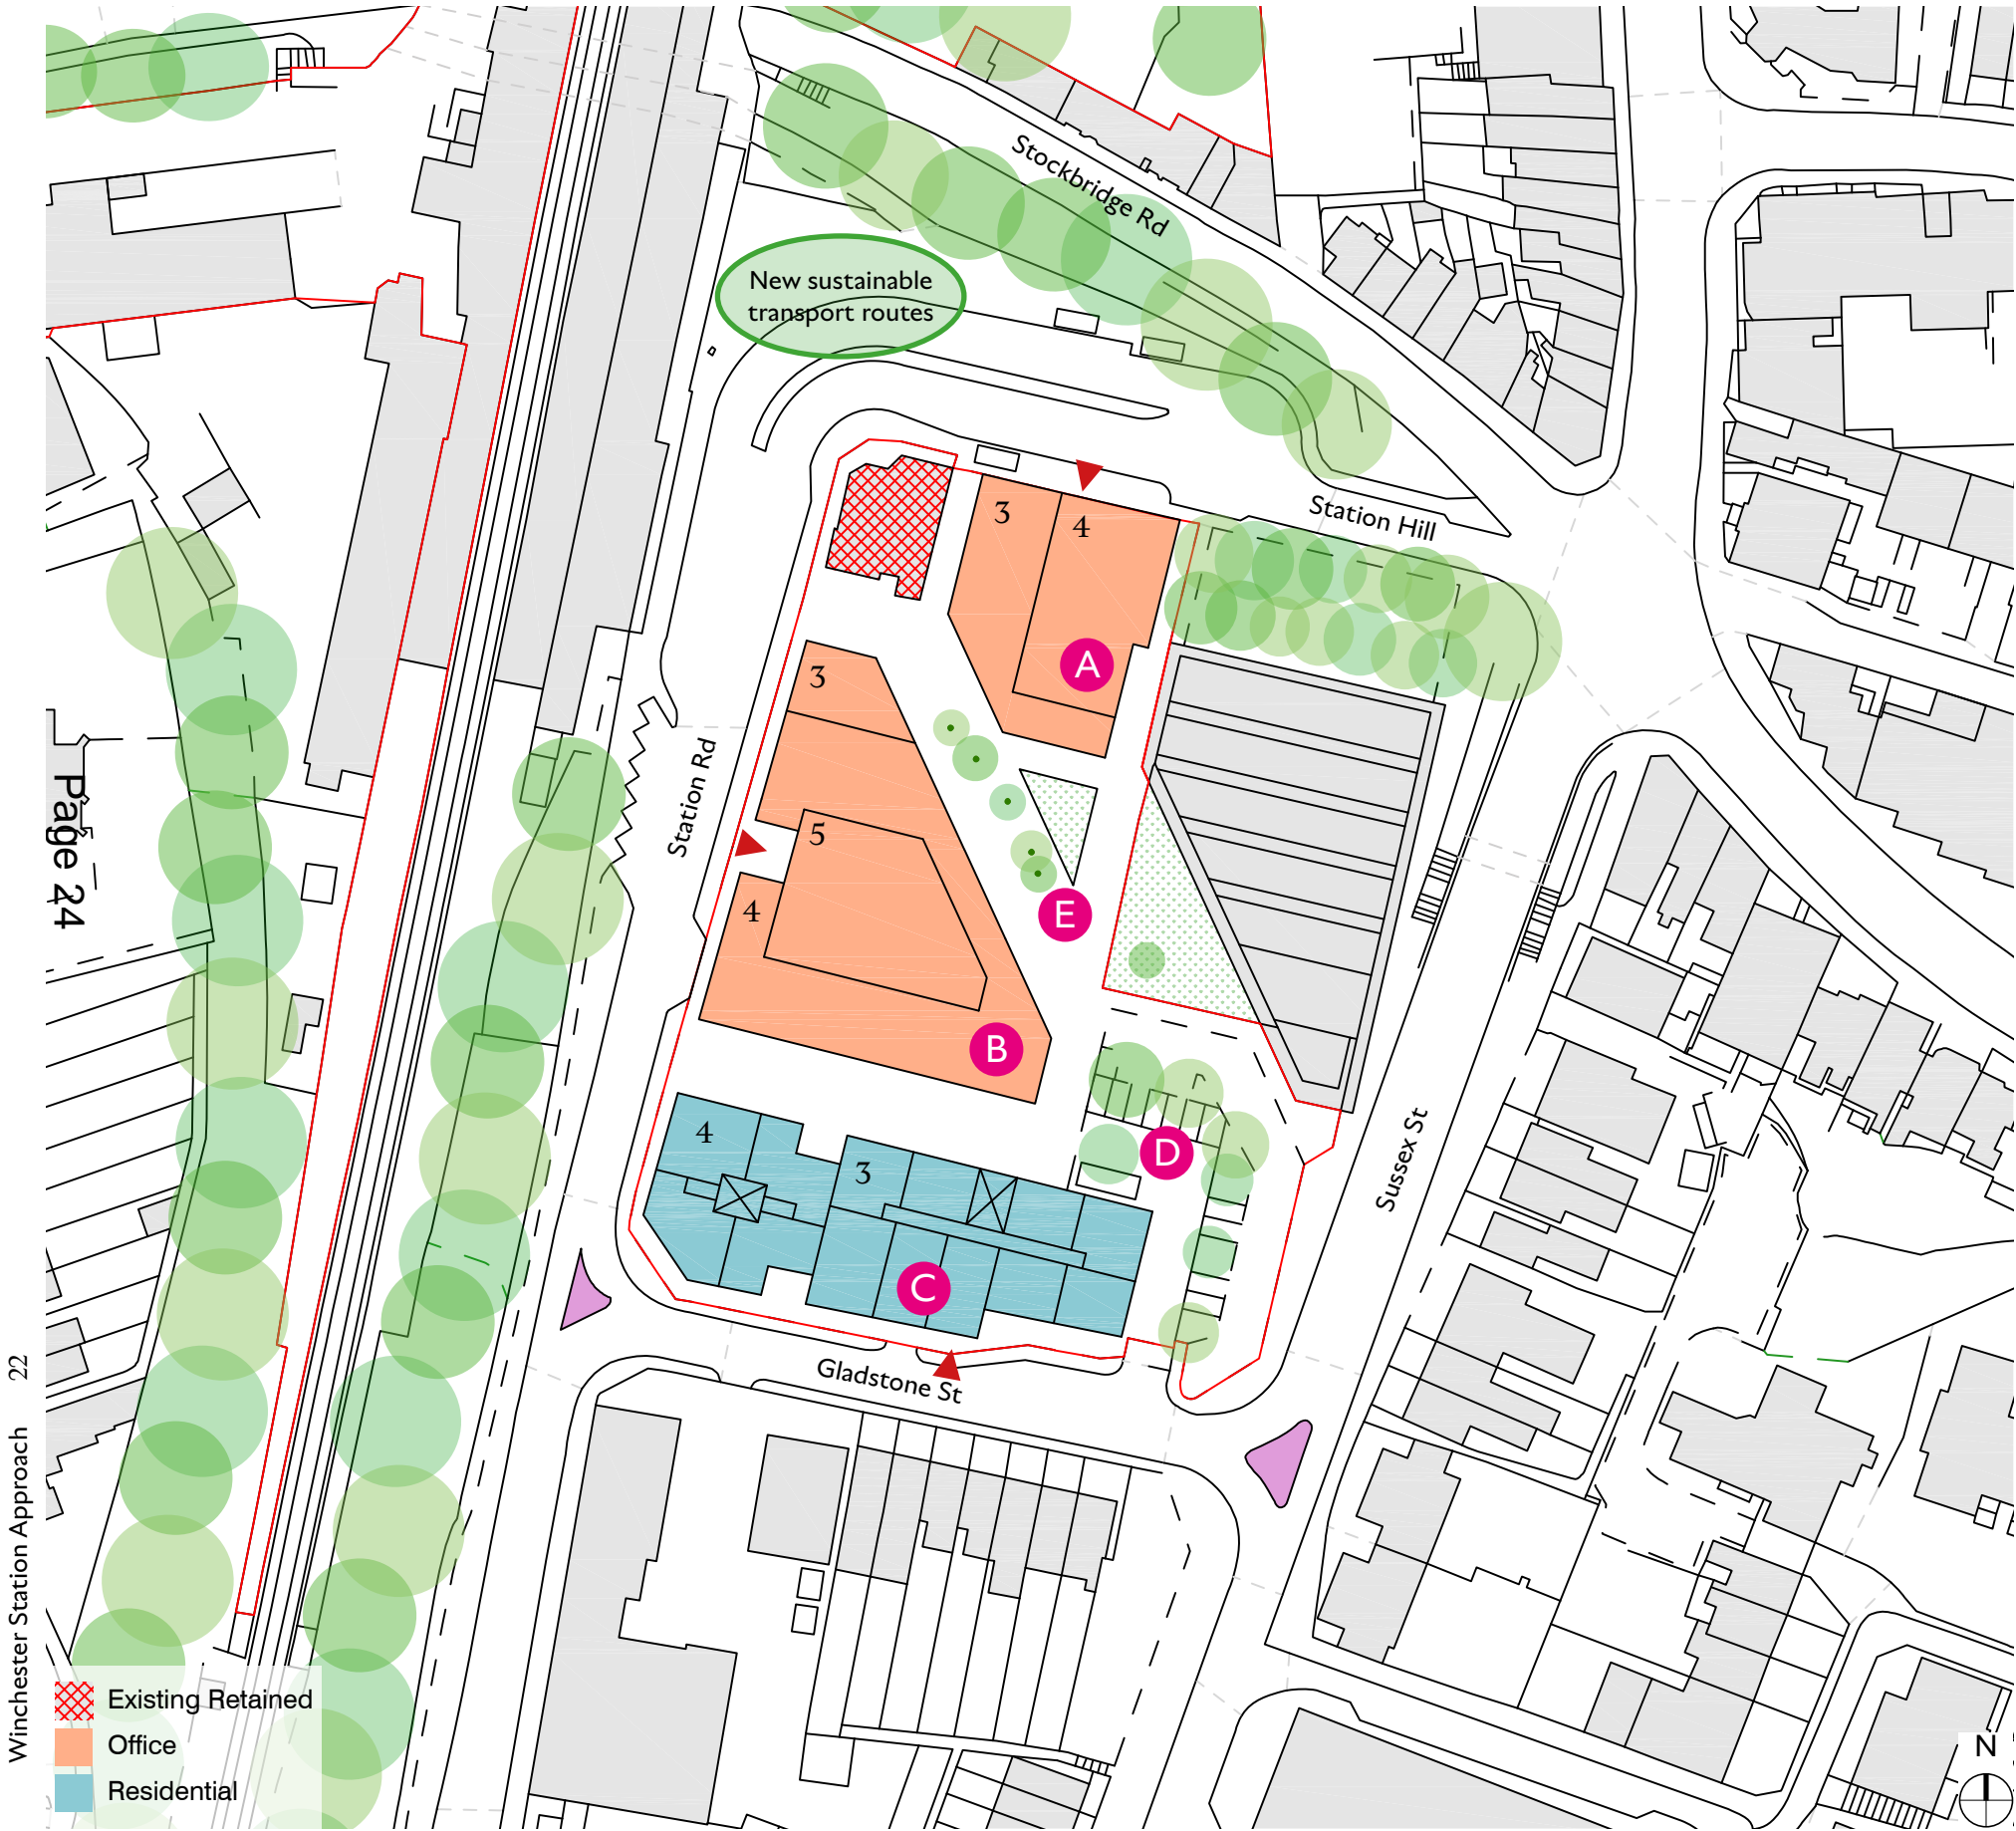 Stockbridge Rd
New sustainable
transport routes
Station Hill
3
4
A
3
Station Rd
5
4
E
B
Page 24
4
3
D
C
Sussex St
Gladstone St
Winchester Station Approach 22
Existing Retained
Office
Residential
N